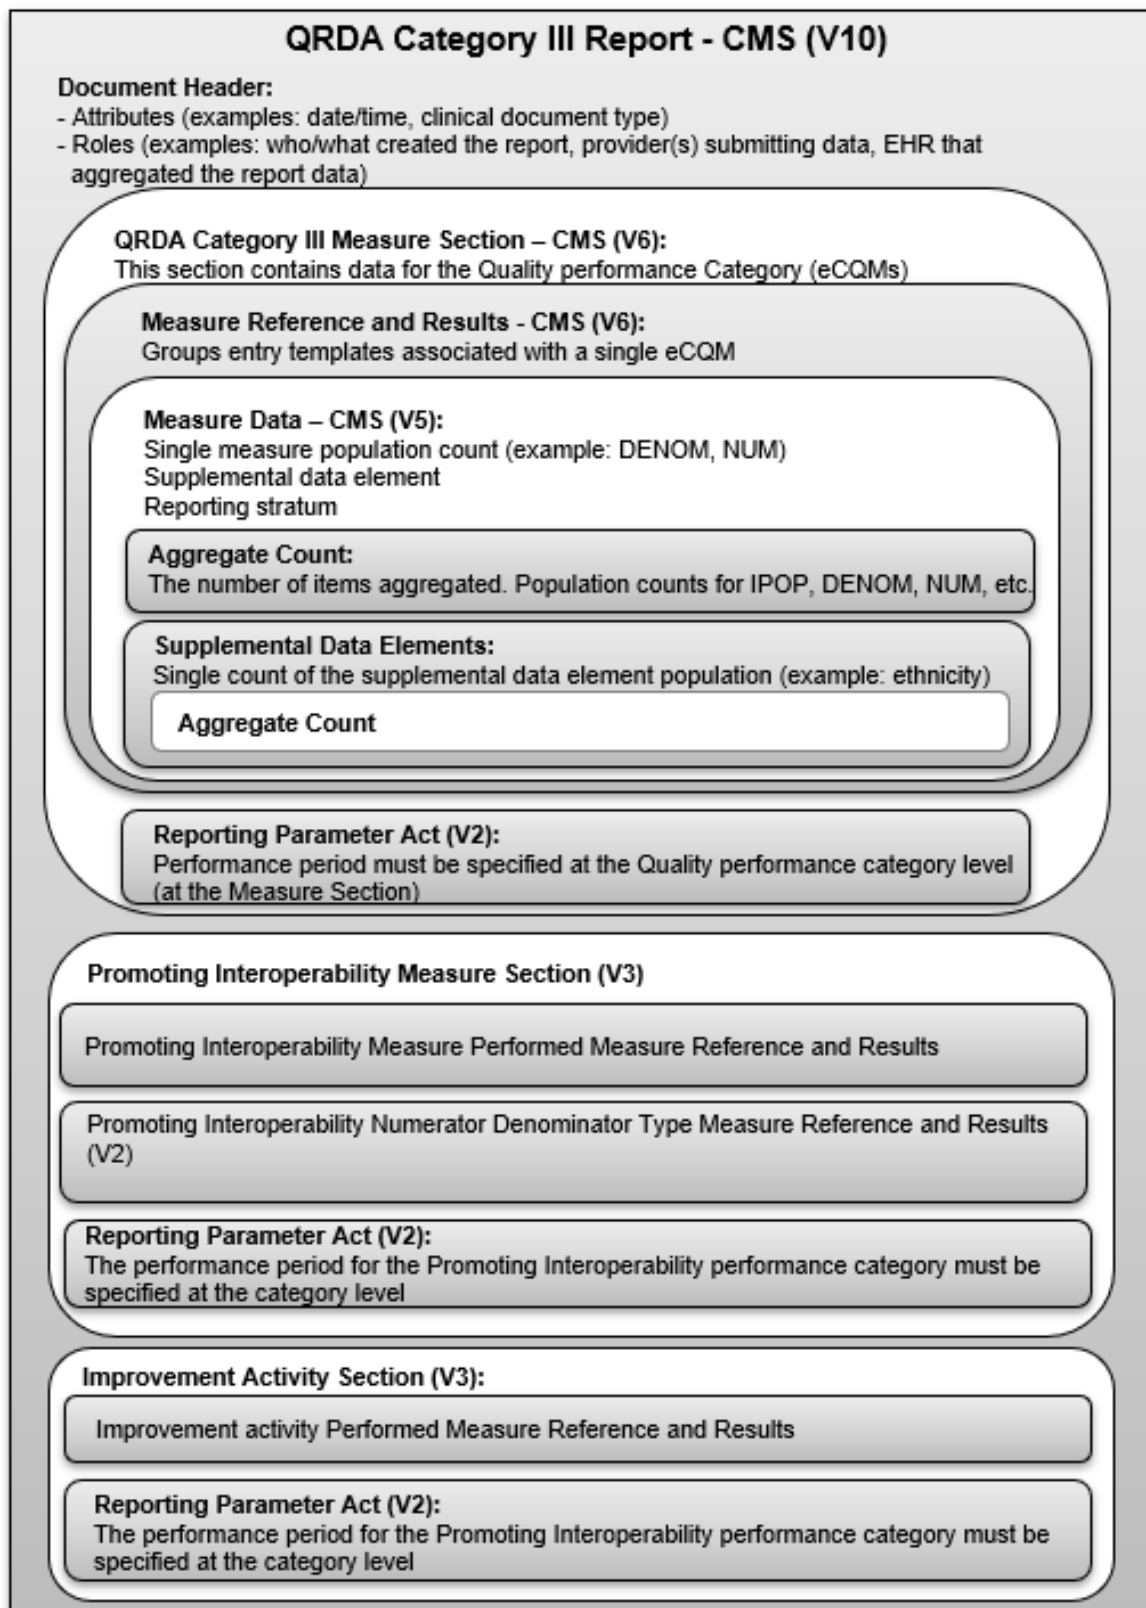 QRDA Category III Report - CMS (V10)
Document Header:
- Attributes (examples: date/time, clinical document type)
- Roles (examples: who/what created the report, provider(s) submitting data, EHR that
aggregated the report data)
QRDA Category III Measure Section – CMS (V6):
This section contains data for the Quality performance Category (eCQMs)
Measure Reference and Results - CMS (V6):
Groups entry templates associated with a single eCQM
Measure Data – CMS (V5):
Single measure population count (example: DENOM, NUM)
Supplemental data element
Reporting stratum
Aggregate Count:
The number of items aggregated. Population counts for IPOP, DENOM, NUM, etc.
Supplemental Data Elements:
Single count of the supplemental data element population (example: ethnicity)
Aggregate Count
Reporting Parameter Act (V2):
Performance period must be specified at the Quality performance category level
(at the Measure Section)
Promoting Interoperability Measure Section (V3)
Promoting Interoperability Measure Performed Measure Reference and Results
Promoting Interoperability Numerator Denominator Type Measure Reference and Results
(V2)
Reporting Parameter Act (V2):
The performance period for the Promoting Interoperability performance category must be
specified at the category level
Improvement Activity Section (V3):
Improvement activity Performed Measure Reference and Results
Reporting Parameter Act (V2):
The performance period for the Promoting Interoperability performance category must be
specified at the category level